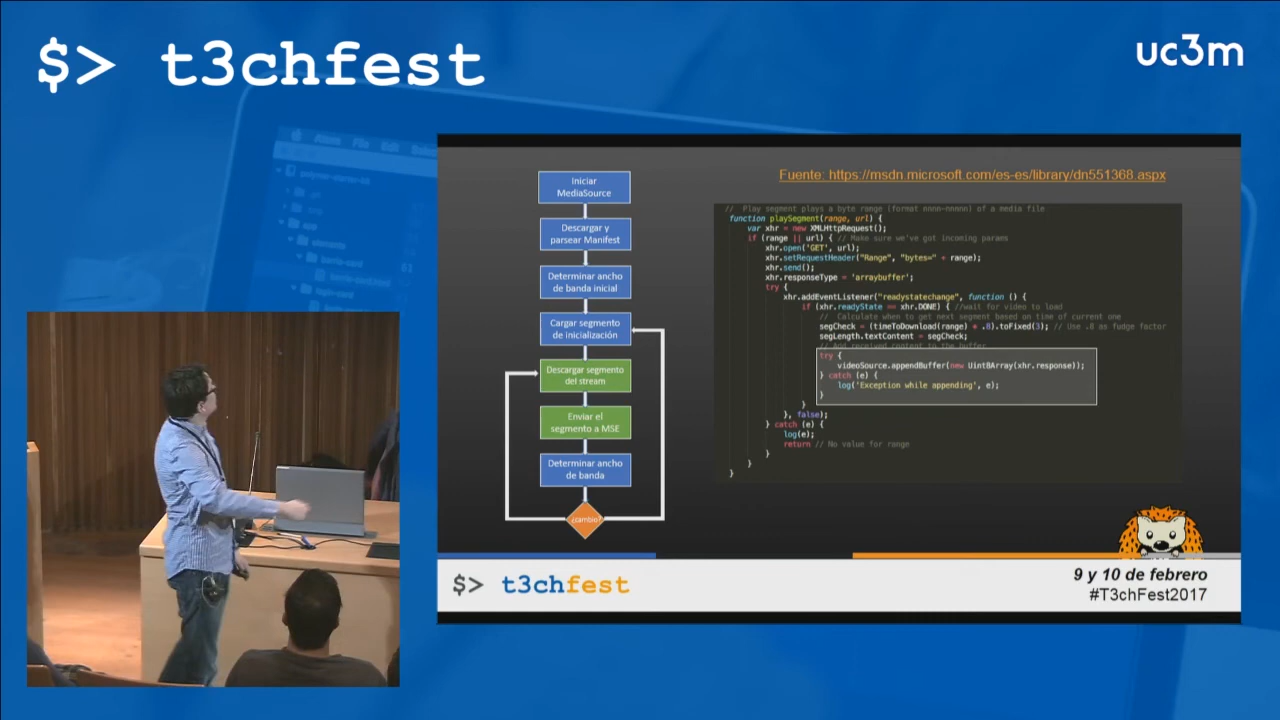 $> t3chfest
uc3m
Iniciar
MediaSource
Descargar y
parsear Manifest
Determinar ancho
de banda inicial
Cargar segmento
de inicialización
Descargar segmento
del stream
Enviar el
segmento a MSE
Determinar ancho
de banda
¿cambio?
Fuente: https://msdn.microsoft.com/es-es/library/dn551368.aspx
// Play segment plays a byte range (format nnnn-nnnnn) of a media file
function playSegment(range, url) {
var xhr = new XMLHttpRequest();
if (range || url) { // Make sure we've got incoming params
xhr.open('GET', url);
xhr.setRequestHeader("Range", "bytes=" + range);
xhr.send();
xhr.responseType = 'arraybuffer';
try {
xhr.addEventListener("readystatechange", function () {
if (xhr.readyState == xhr.DONE) { //wait for video to load
// Calculate when to get next segment based on time of current one
segCheck = (timeToDownload(range) * .8).toFixed(3); // Use .8 as fudge factor
segLength.textContent = segCheck;
// Add received content to the buffer
try {
videoSource.appendBuffer(new Uint8Array(xhr.response));
} catch (e) {
log('Exception while appending', e);
}
}
}, false);
} catch (e) {
log(e);
return // No value for range
}
}
}
$> t3chfest
9 y 10 de febrero
#T3chFest2017